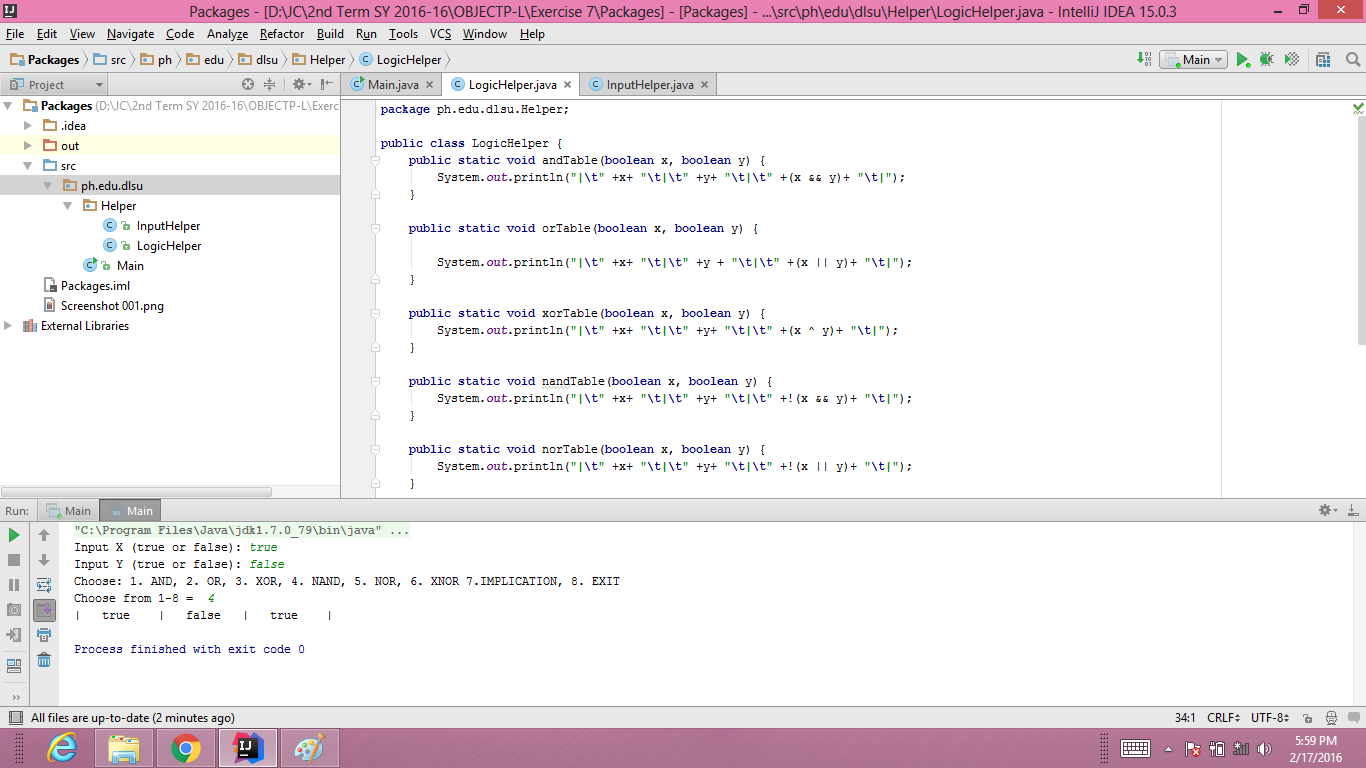 Packages - [D:\JC\2nd Term SY 2016-16\OBJECTP-L\Exercise 7\Packages] - [Packages] - ...\src\ph\edu\dlsu\Helper\LogicHelper.java - IntelliJ IDEA 15.0.3
File Edit View Navigate Code Analyze Refactor Build Run Tools VCS Window Help
Packages src ph edu dlsu Helper LogicHelper Main
Project Main.java LogicHelper.java InputHelper.java
Packages (D:\JC\2nd Term SY 2016-16\OBJECTP-L\Exerc
.idea
out
src
ph.edu.dlsu
Helper
InputHelper
LogicHelper
Main
Packages.iml
Screenshot 001.png
External Libraries
package ph.edu.dlsu.Helper;
public class LogicHelper {
public static void andTable(boolean x, boolean y) {
System.out.println("|\t" +x+ "\t|\t" +y+ "\t|\t" +(x && y)+ "\t|");
}
public static void orTable(boolean x, boolean y) {
System.out.println("|\t" +x+ "\t|\t" +y + "\t|\t" +(x || y)+ "\t|");
}
public static void xorTable(boolean x, boolean y) {
System.out.println("|\t" +x+ "\t|\t" +y+ "\t|\t" +(x ^ y)+ "\t|");
}
public static void nandTable(boolean x, boolean y) {
System.out.println("|\t" +x+ "\t|\t" +y+ "\t|\t" +!(x && y)+ "\t|");
}
public static void norTable(boolean x, boolean y) {
System.out.println("|\t" +x+ "\t|\t" +y+ "\t|\t" +!(x || y)+ "\t|");
}
Run: Main Main
"C:\Program Files\Java\jdk1.7.0_79\bin\java" ...
Input X (true or false): true
Input Y (true or false): false
Choose: 1. AND, 2. OR, 3. XOR, 4. NAND, 5. NOR, 6. XNOR 7.IMPLICATION, 8. EXIT
Choose from 1-8 = 4
| true | false | true |
Process finished with exit code 0
All files are up-to-date (2 minutes ago) 34:1 CRLF UTF-8
5:59 PM
2/17/2016